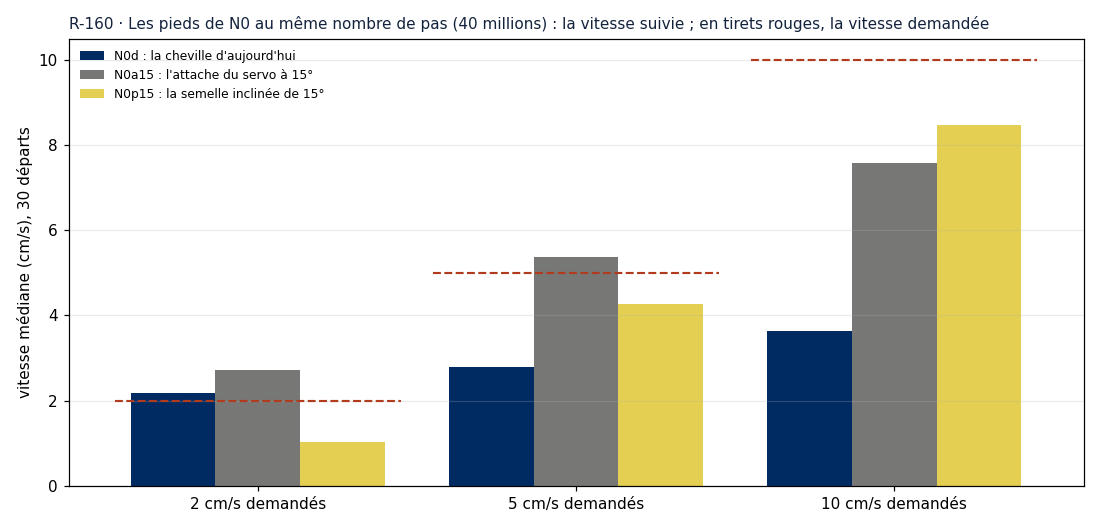 R-160 · Les pieds de N0 au même nombre de pas (40 millions) : la vitesse suivie ; en tirets rouges, la vitesse demandée
N0d : la cheville d'aujourd'hui
N0a15 : l'attache du servo à 15°
N0p15 : la semelle inclinée de 15°
vitesse médiane (cm/s), 30 départs
10
8
6
4
2
0
2 cm/s demandés
5 cm/s demandés
10 cm/s demandés